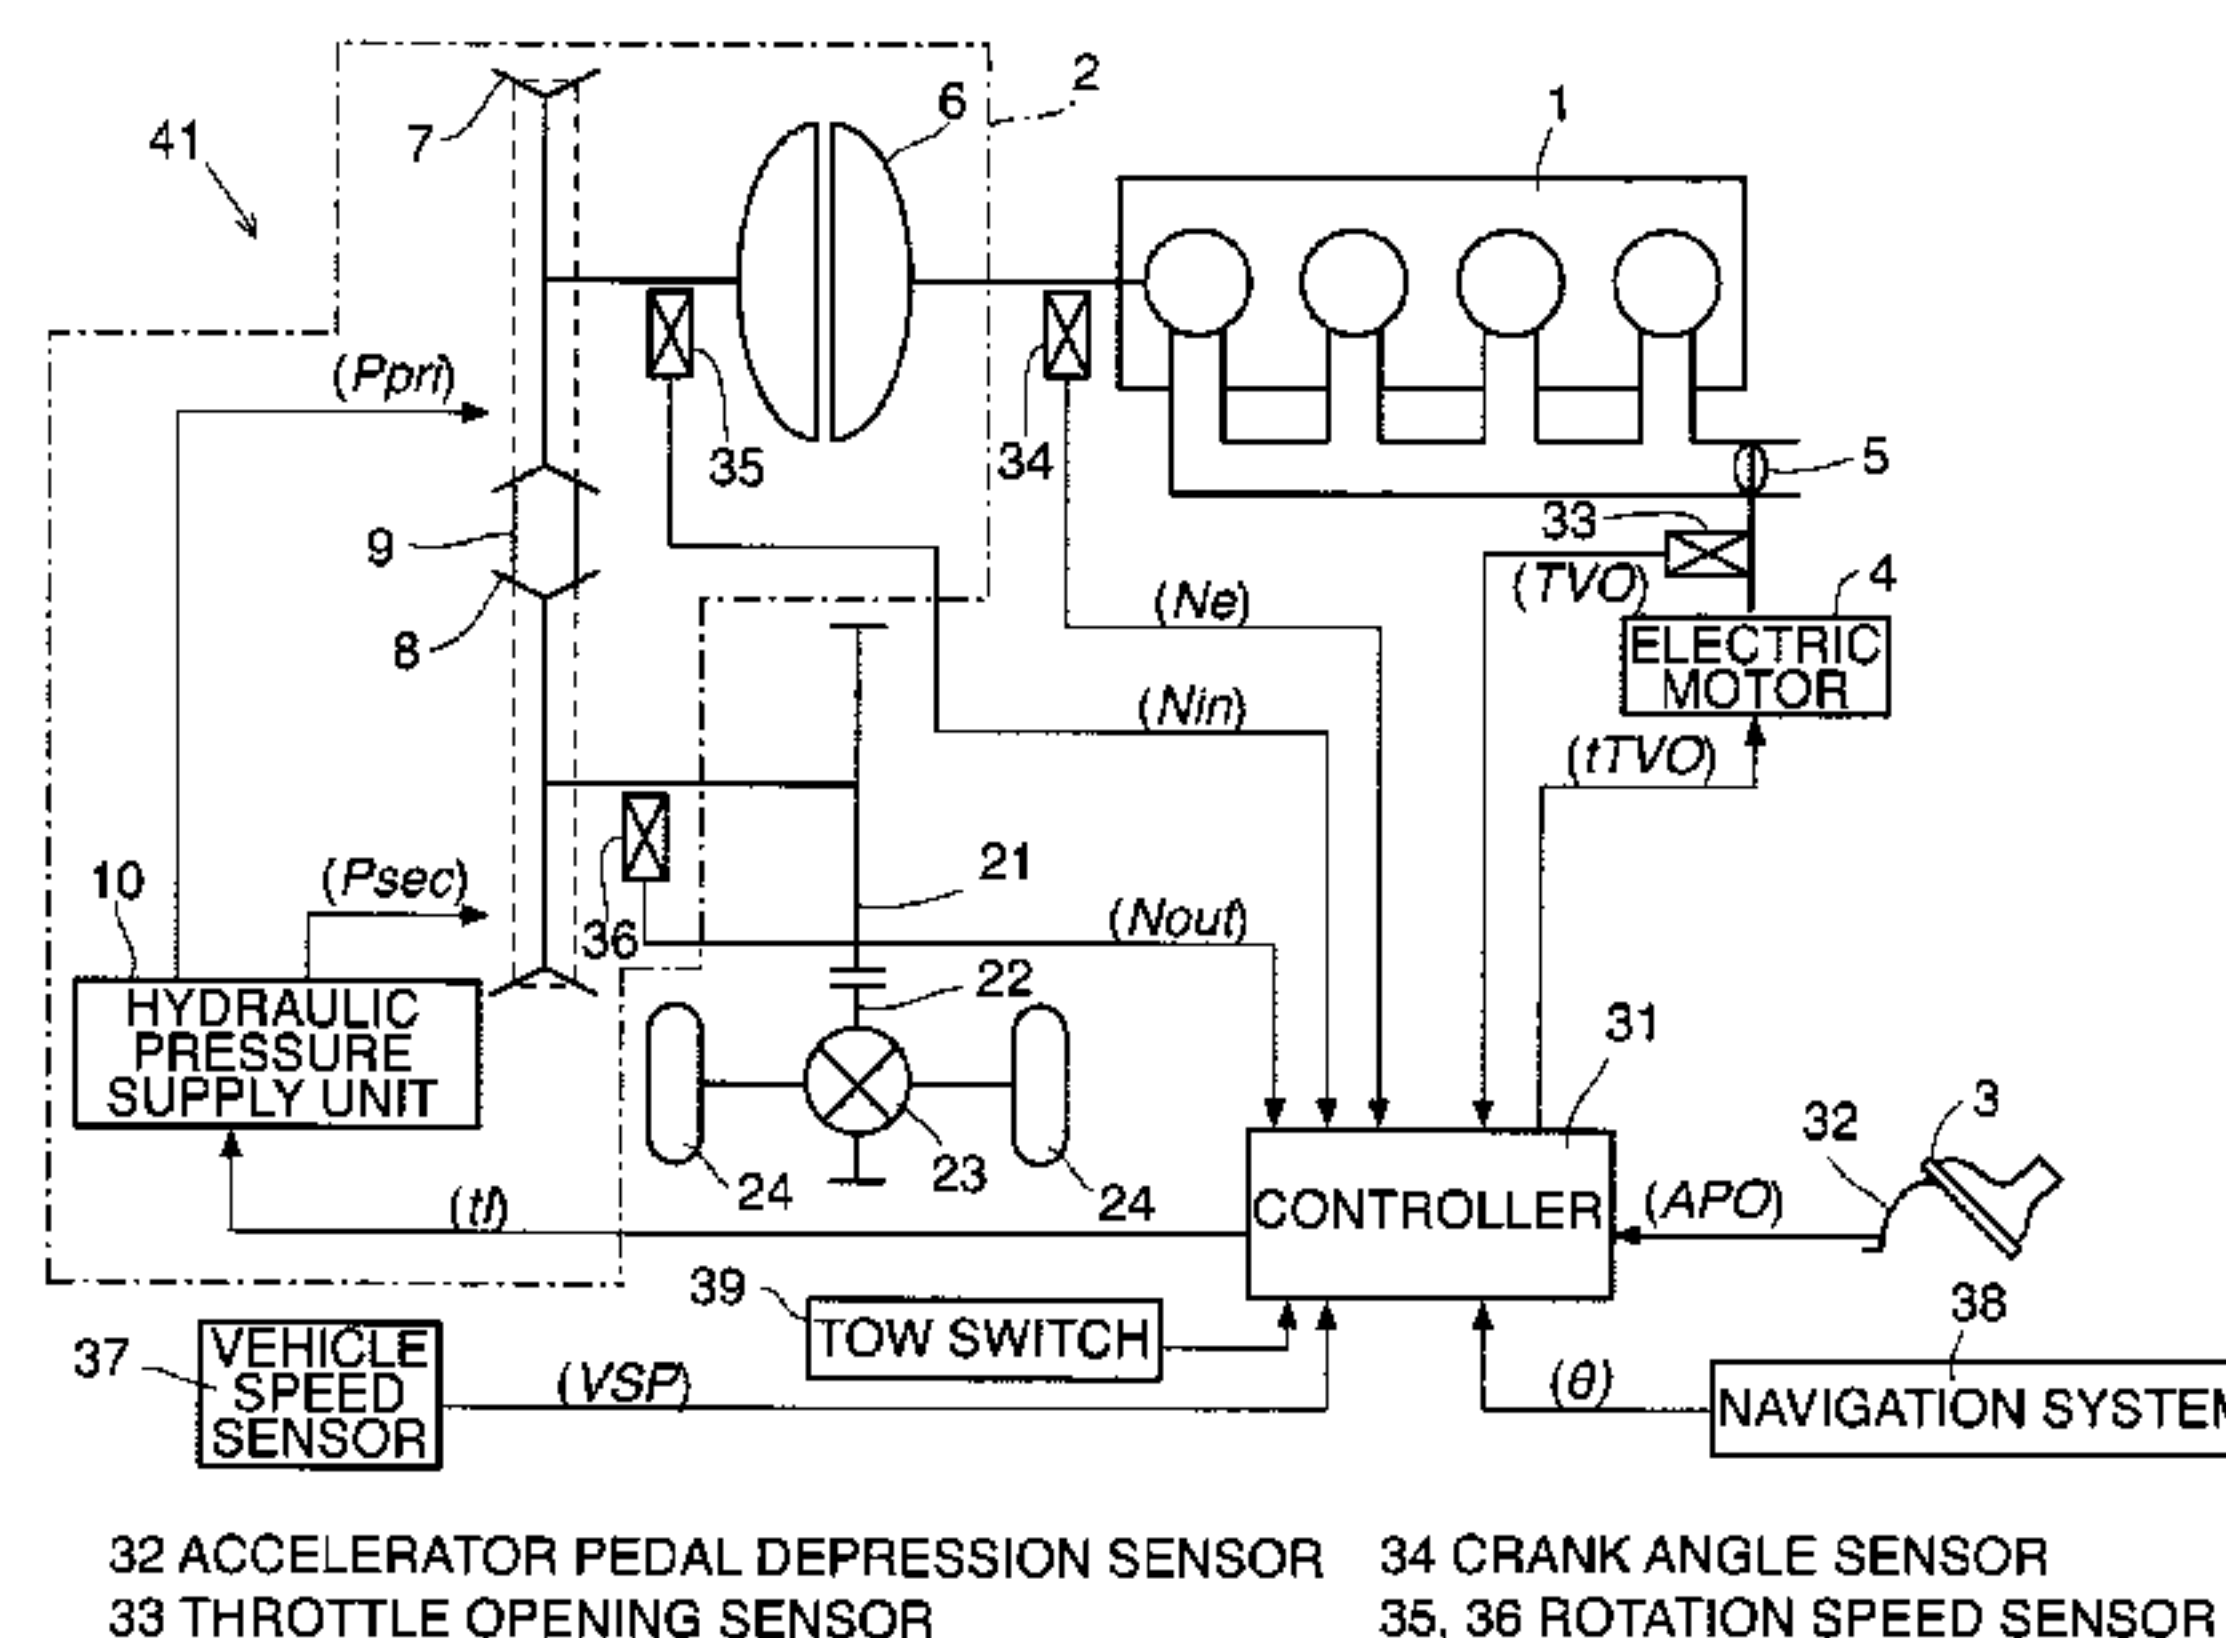 2
1
6
7
41
(Ppri)
35
34
5
33
9
(TVO)
4
(Ne)
8
ELECTRIC
MOTOR
(Nin)
(tTVO)
21
10
(Psec)
(Nout)
36
22
HYDRAULIC
PRESSURE
SUPPLY UNIT
31
3
32
23
24
24
(tI)
CONTROLLER
(APO)
39
38
TOW SWITCH
37
VEHICLE
SPEED
SENSOR
(VSP)
(θ)
NAVIGATION SYSTEM
32 ACCELERATOR PEDAL DEPRESSION SENSOR
34 CRANK ANGLE SENSOR
33 THROTTLE OPENING SENSOR
35, 36 ROTATION SPEED SENSOR